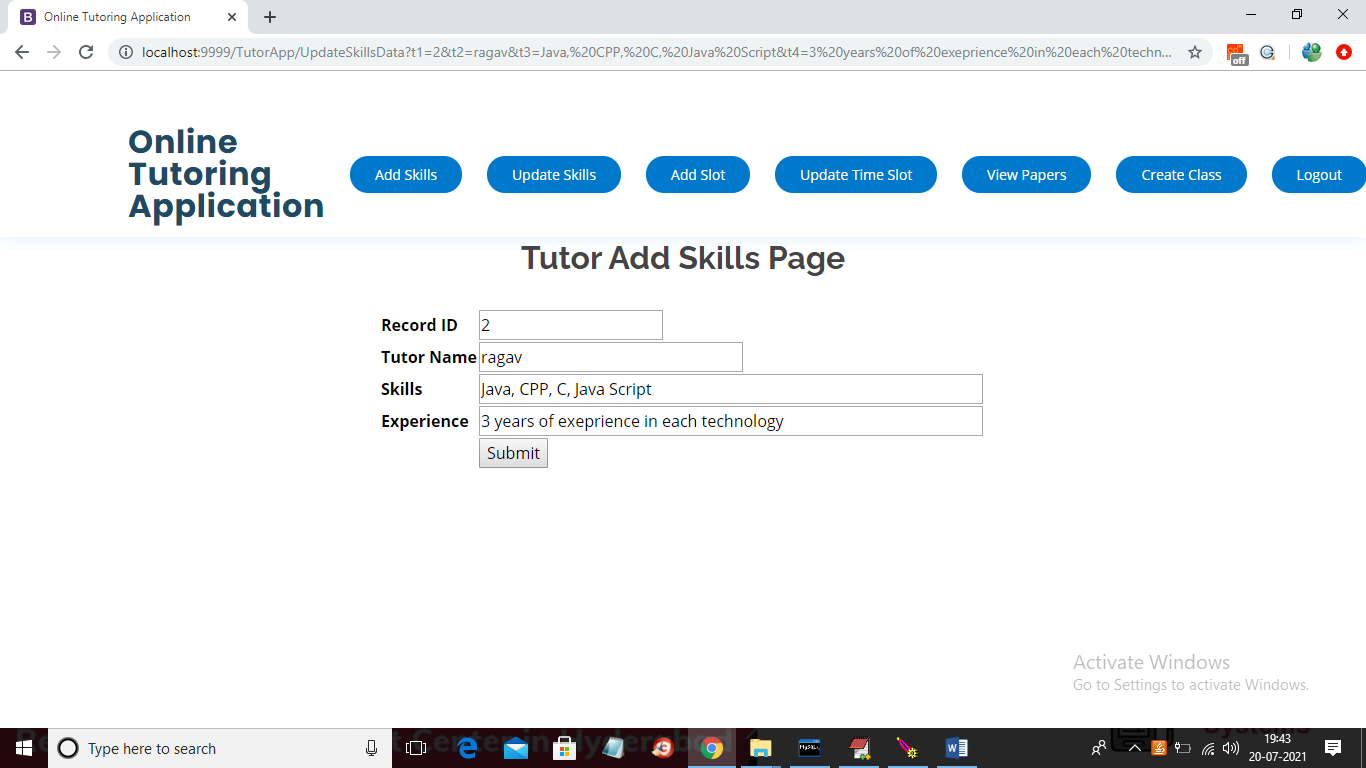 Online Tutoring Application
localhost:9999/TutorApp/UpdateSkillsData?t1=2&t2=ragav&t3=Java,%20CPP,%20C,%20Java%20Script&t4=3%20years%20of%20exeprience%20in%20each%20techn...
off
Online
Tutoring
Application
Add Skills Update Skills Add Slot Update Time Slot View Papers Create Class Logout
Tutor Add Skills Page
Record ID 2
Tutor Name ragav
Skills Java, CPP, C, Java Script
Experience 3 years of exeprience in each technology
Submit
Activate Windows
Go to Settings to activate Windows.
Type here to search
MySQL
19:43
20-07-2021